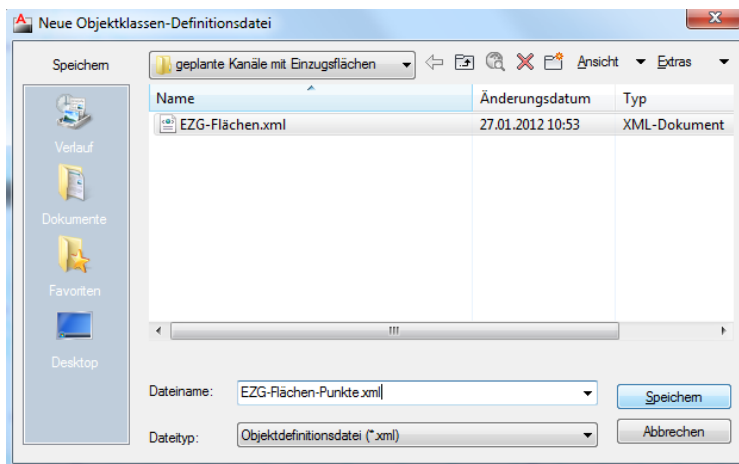 Neue Objektklassen-Definitionsdatei
Speichern
geplante Kanäle mit Einzugsflächen
Ansicht
Extras
Name
Änderungsdatum
Typ
EZG-Flächen.xml
27.01.2012 10:53
XML-Dokument
Verlauf
Dokumente
Favoriten
Desktop
Dateiname:
EZG-Flächen-Punkte.xml
Speichern
Dateityp:
Objektdefinitionsdatei (*.xml)
Abbrechen